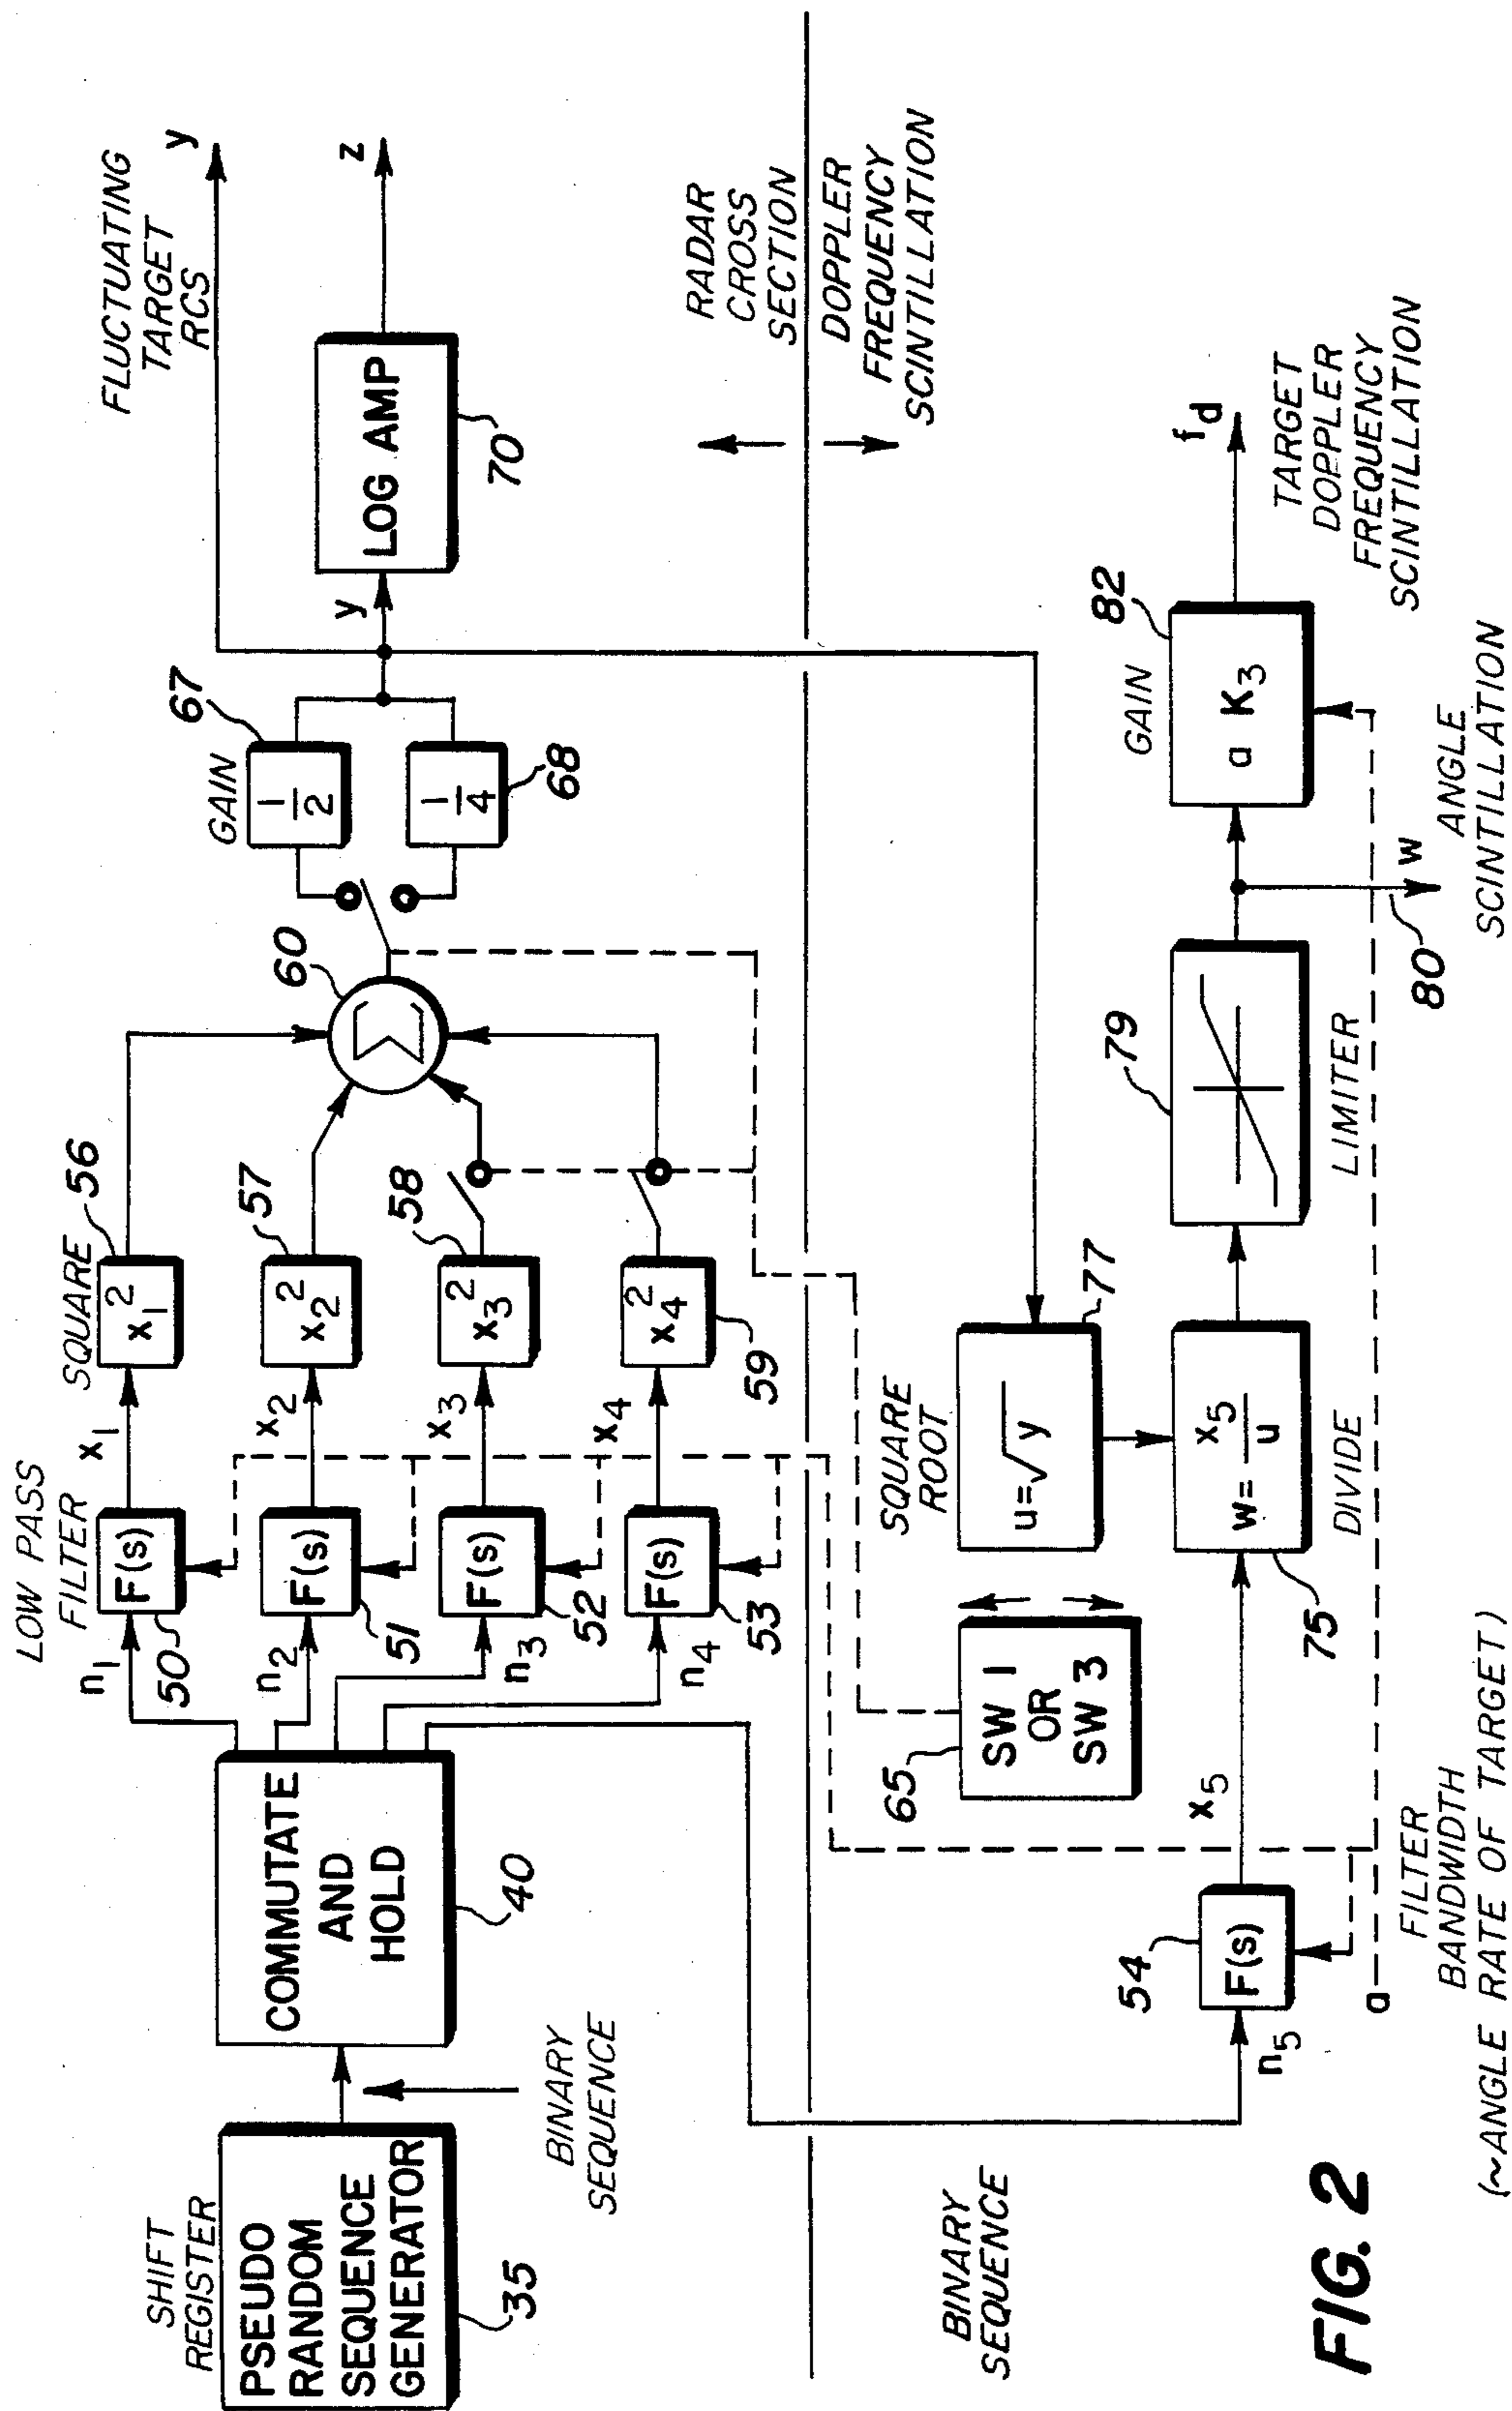 SHIFT
REGISTER
PSEUDO
RANDOM
SEQUENCE
GENERATOR
35
BINARY
SEQUENCE
COMMUTATE
AND
HOLD
40
LOW PASS
FILTER
n1
F(s)
50
x1
SQUARE
x1²
56
n2
F(s)
51
x2
x2²
57
n3
F(s)
52
x3
x3²
58
n4
F(s)
53
x4
x4²
59
Σ
60
GAIN
1/2
67
1/4
68
y
LOG AMP
70
z
FLUCTUATING
TARGET
RCS
y
RADAR
CROSS
SECTION
DOPPLER
FREQUENCY
SCINTILLATION
BINARY
SEQUENCE
n5
F(s)
54
x5
SW 1
OR
SW 3
65
SQUARE
ROOT
u=√y
77
w= x5/u
75
DIVIDE
79
LIMITER
w
80
ANGLE
SCINTILLATION
GAIN
a K3
82
fd
TARGET
DOPPLER
FREQUENCY
SCINTILLATION
a
FILTER
BANDWIDTH
(~ANGLE RATE OF TARGET)
FIG. 2